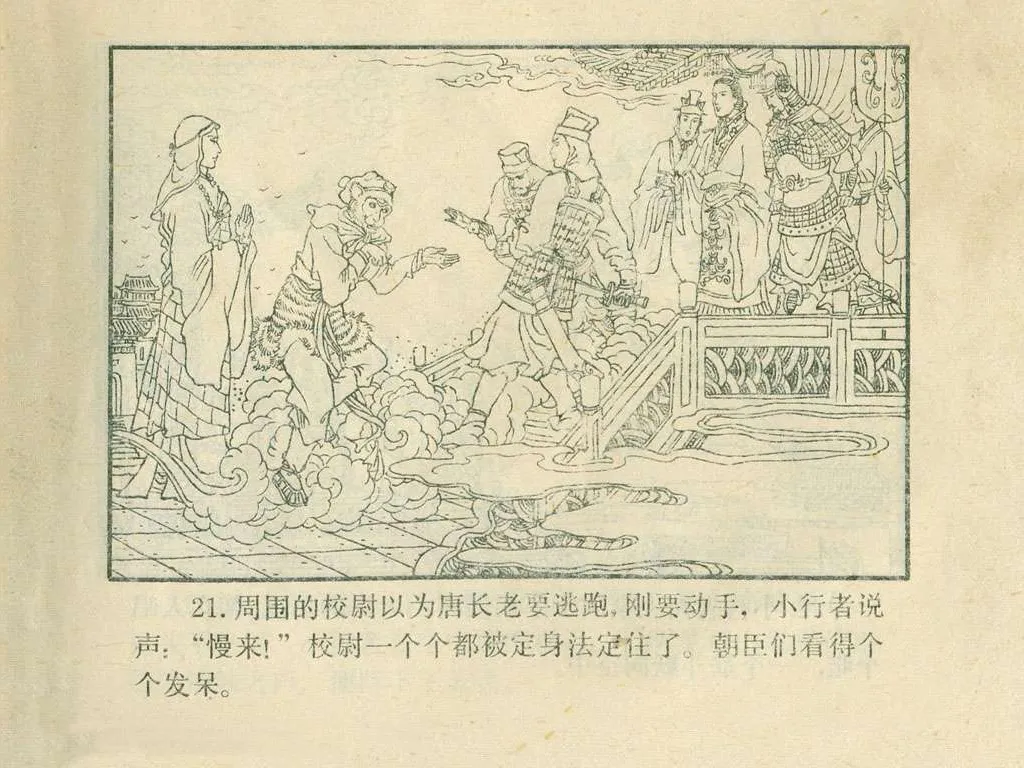 21.周围的校尉以为唐长老要逃跑,刚要动手,小行者说
声:“慢来!”校尉一个个都被定身法定住了。朝臣们看得个
个发呆。